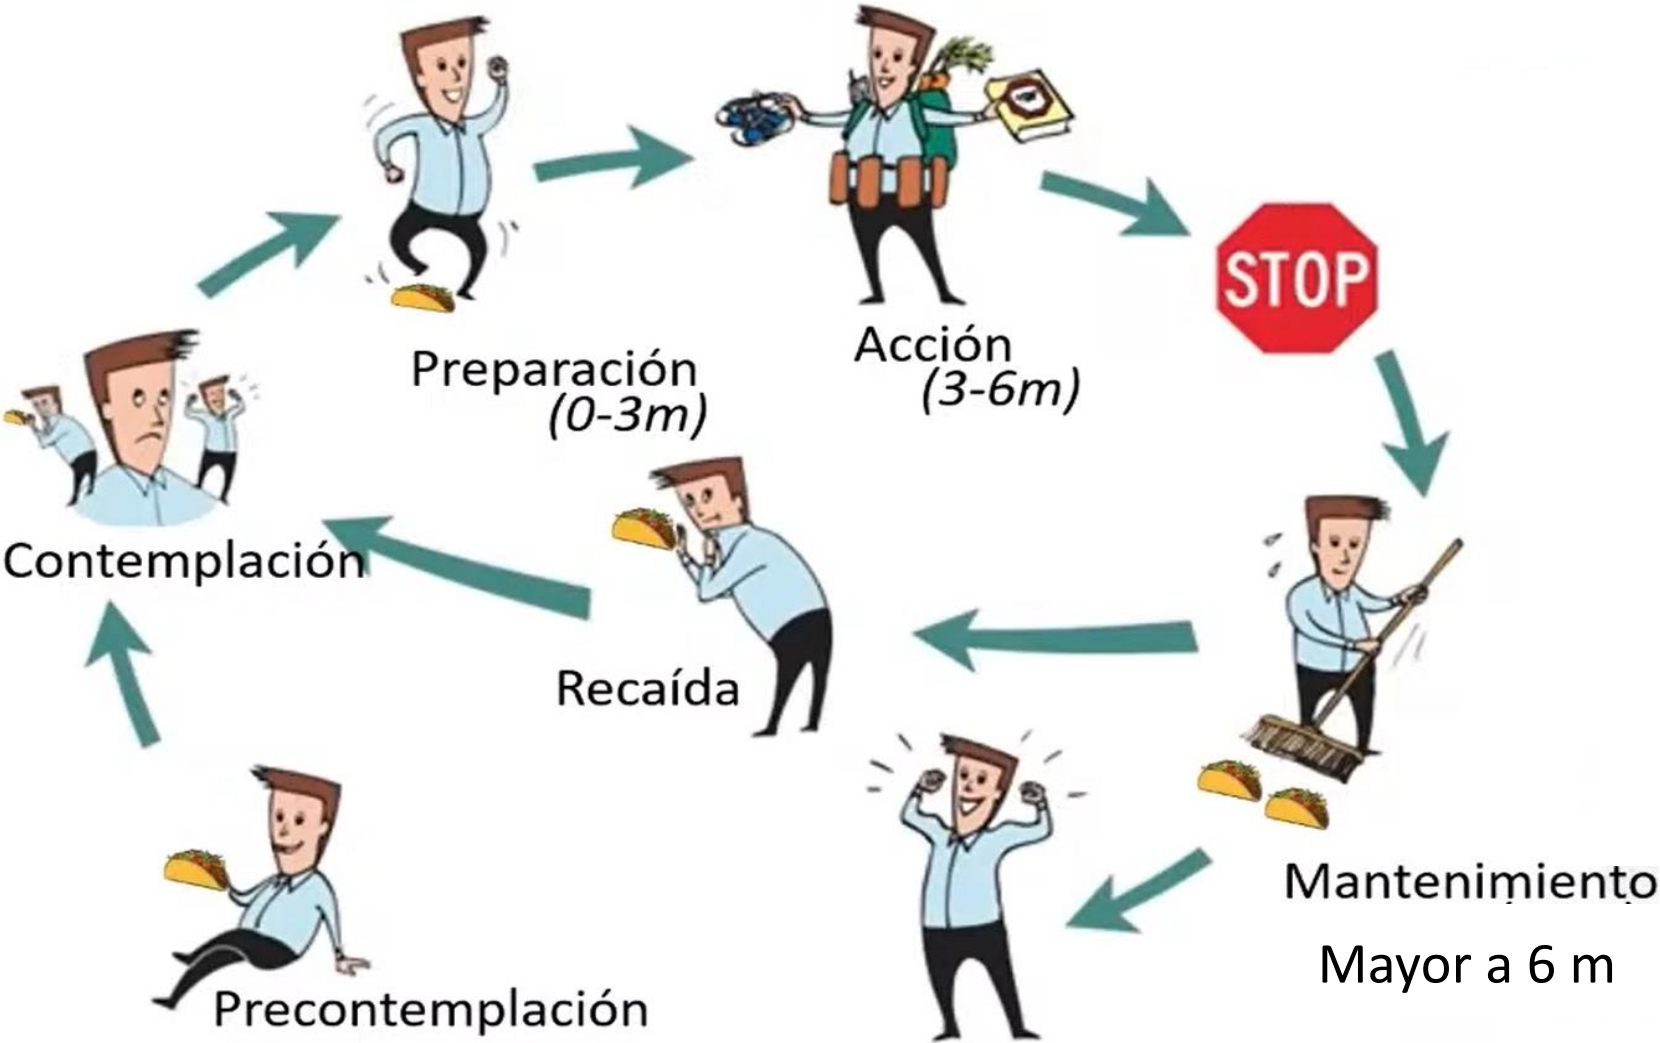 Preparación
(0-3m)
Acción
(3-6m)
STOP
Contemplación
Recaída
Mantenimiento
Mayor a 6 m
Precontemplación